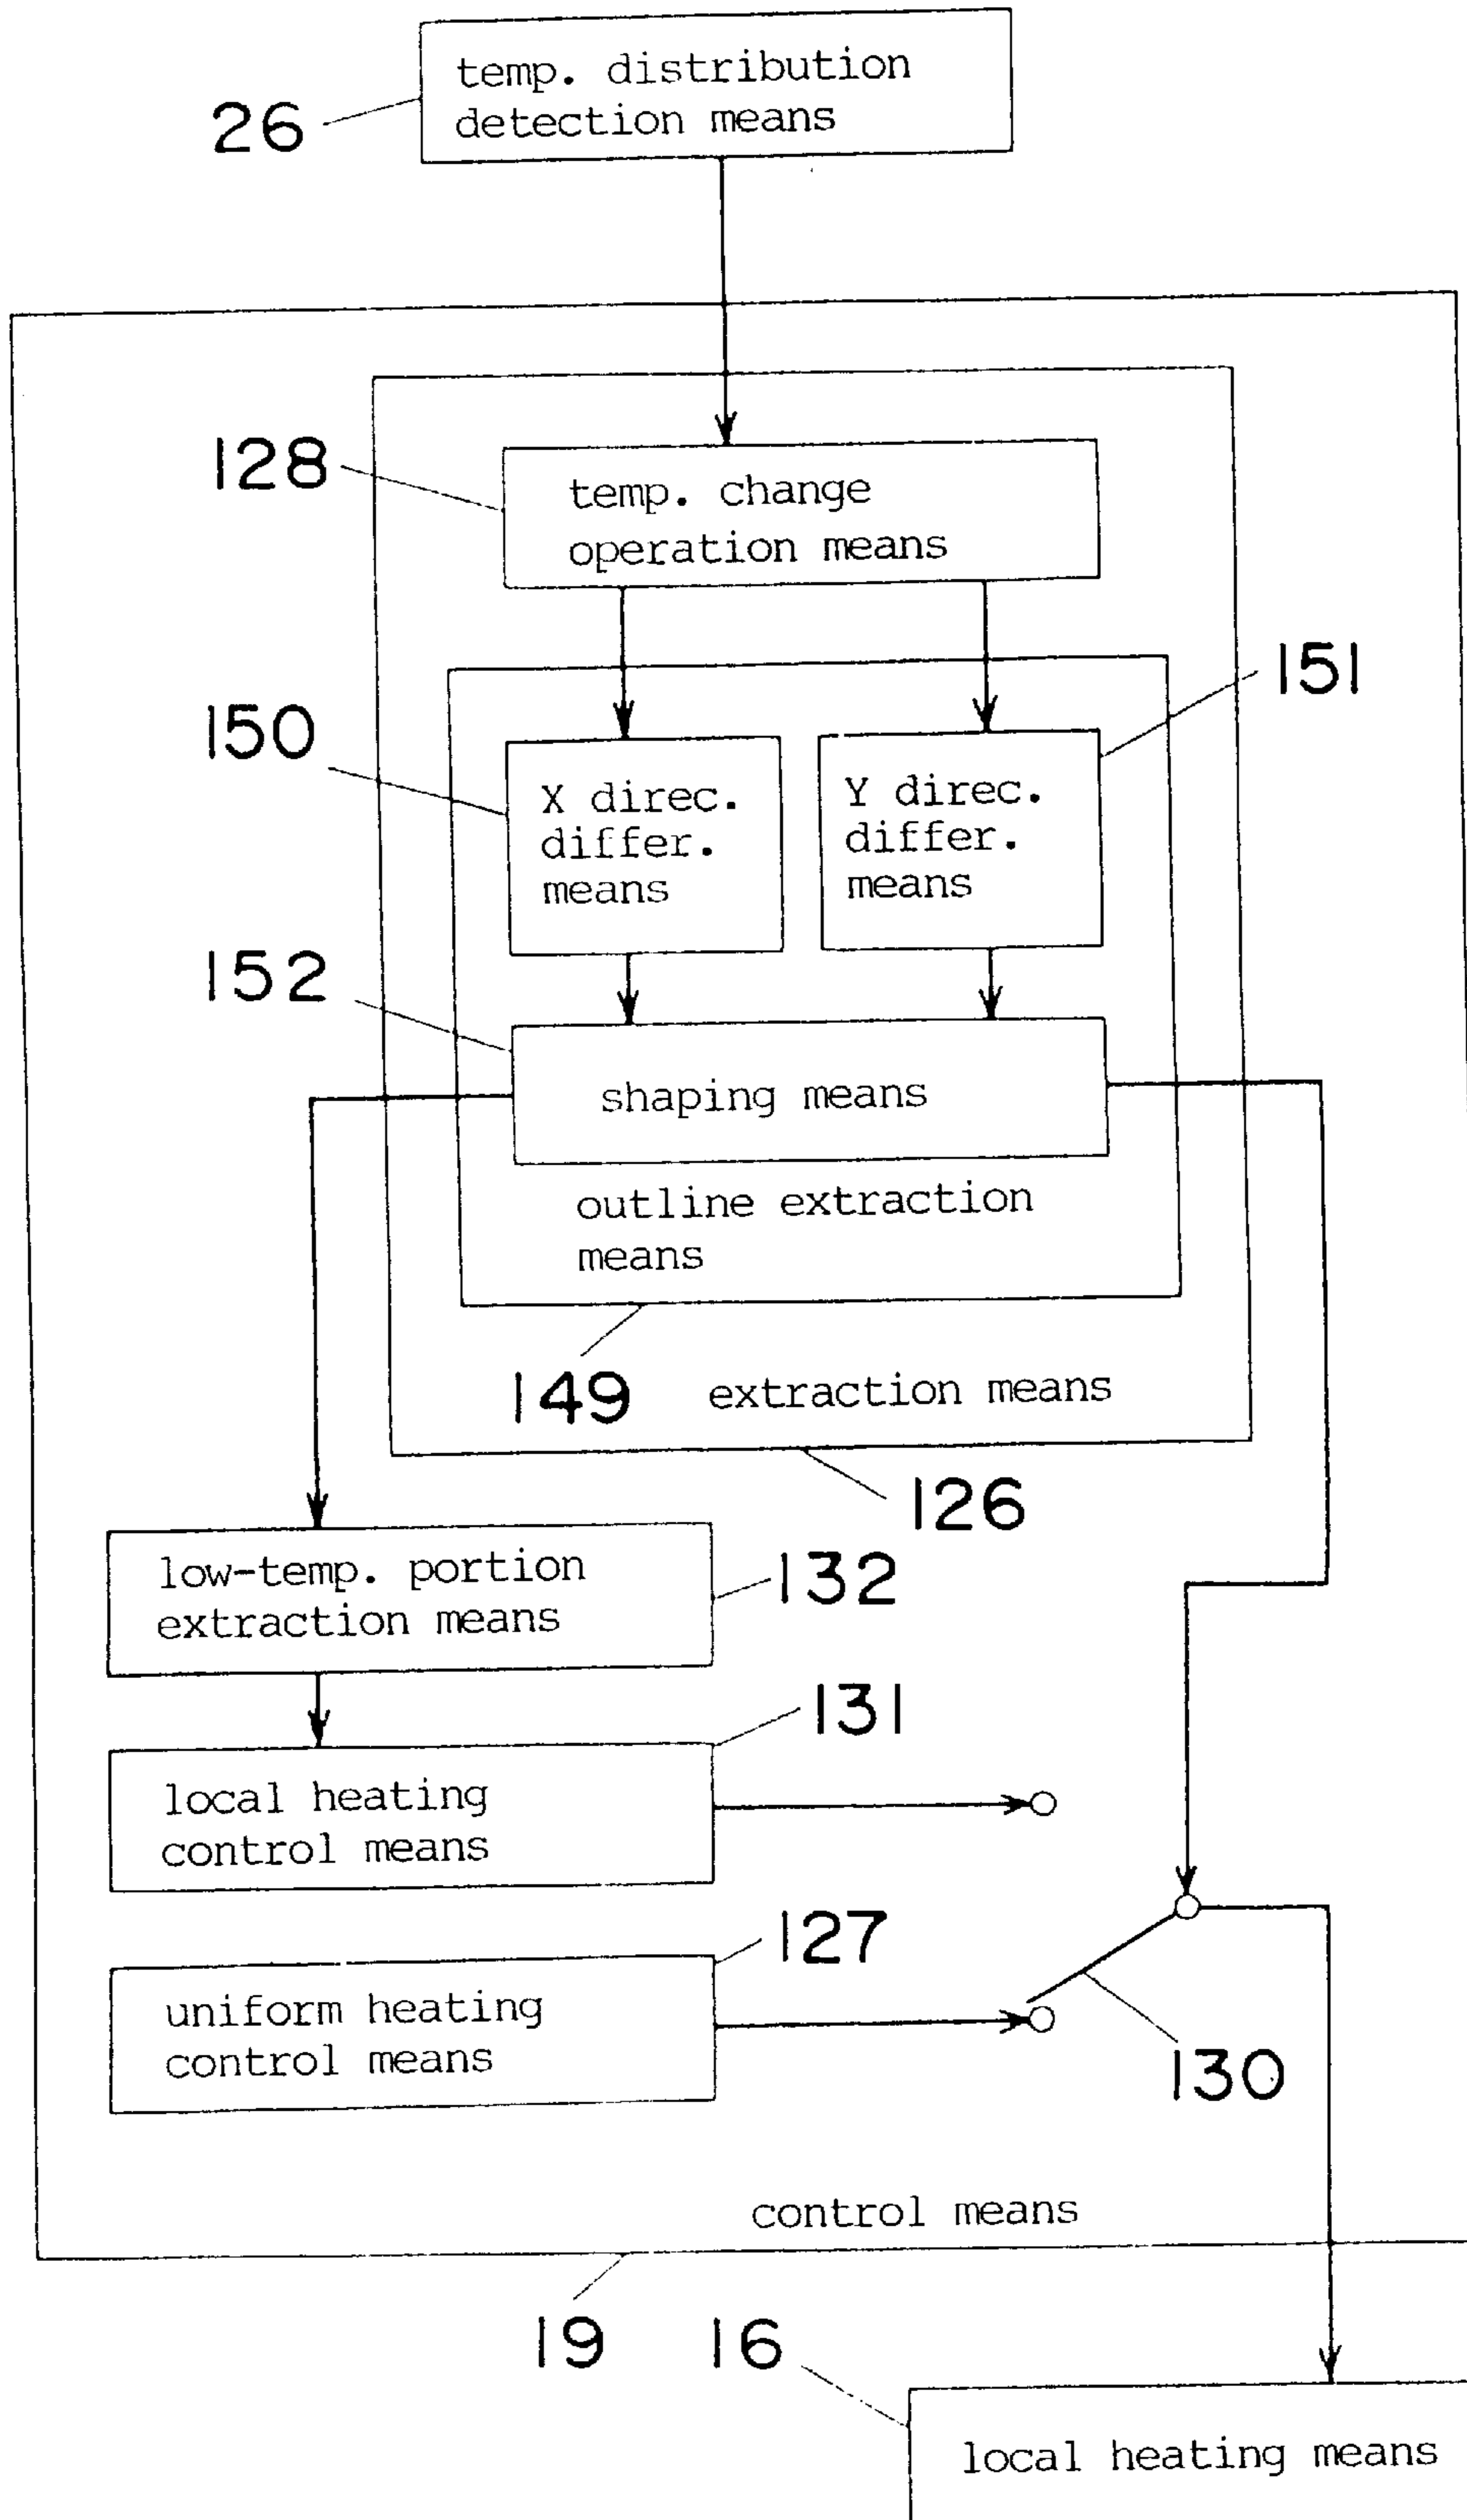 temp. distribution
detection means
26
128
temp. change
operation means
151
150
X direc.
differ.
means
Y direc.
differ.
means
152
shaping means
outline extraction
means
149
extraction means
126
low-temp. portion
extraction means
132
131
local heating
control means
127
uniform heating
control means
130
control means
19
16
local heating means